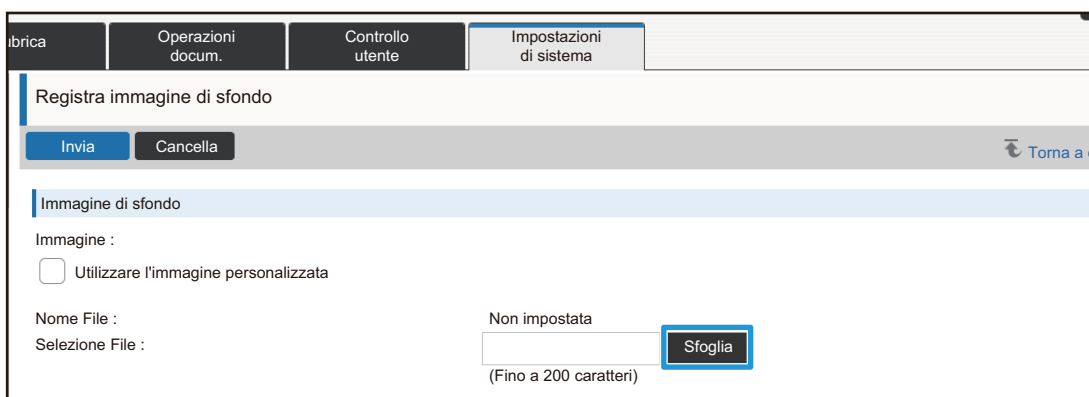 ubrica
Operazioni
docum.
Controllo
utente
Impostazioni
di sistema
Registra immagine di sfondo
Invia Cancella Torna a
Immagine di sfondo
Immagine :
Utilizzare l'immagine personalizzata
Nome File : Non impostata
Selezione File : Sfoglia
(Fino a 200 caratteri)